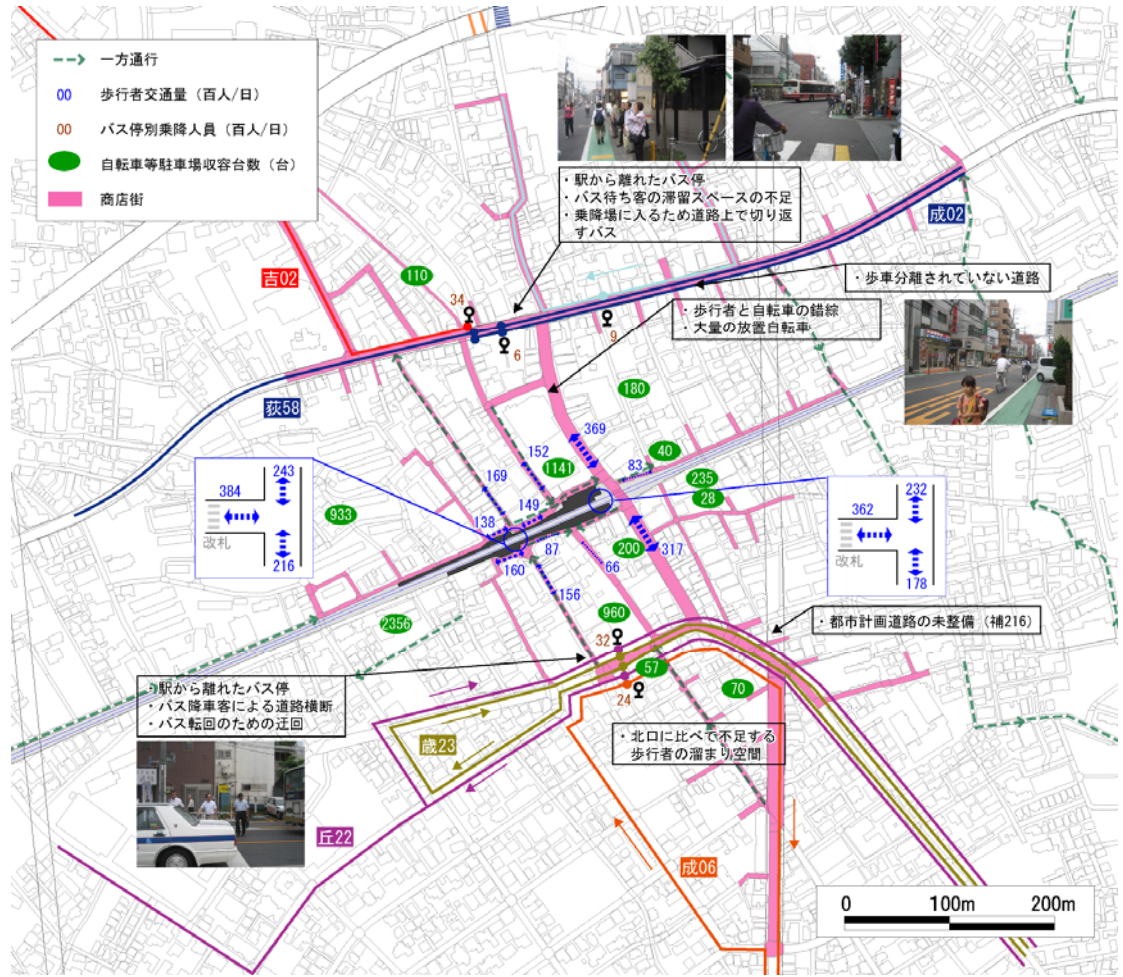 一方通行
00 歩行者交通量（百人/日）
00 バス停別乗降人員（百人/日）
自転車等駐車場収容台数（台）
商店街
・駅から離れたバス停
・バス待ち客の滞留スペースの不足
・乗降場に入るため道路上で切り返
すバス
成02
・歩車分離されていない道路
吉02
110
34
・歩行者と自転車の錯綜
・大量の放置自転車
9
6
180
荻58
369
152
1141
40
83
235
28
169
149
138
933
243
384
改札
216
232
362
改札
178
87
200
317
66
160
156
960
2356
・都市計画道路の未整備（補216）
32
57
70
24
・駅から離れたバス停
・バス降車客による道路横断
・バス転回のための迂回
・北口に比べて不足する
歩行者の溜まり空間
歳23
丘22
成06
0 100m 200m